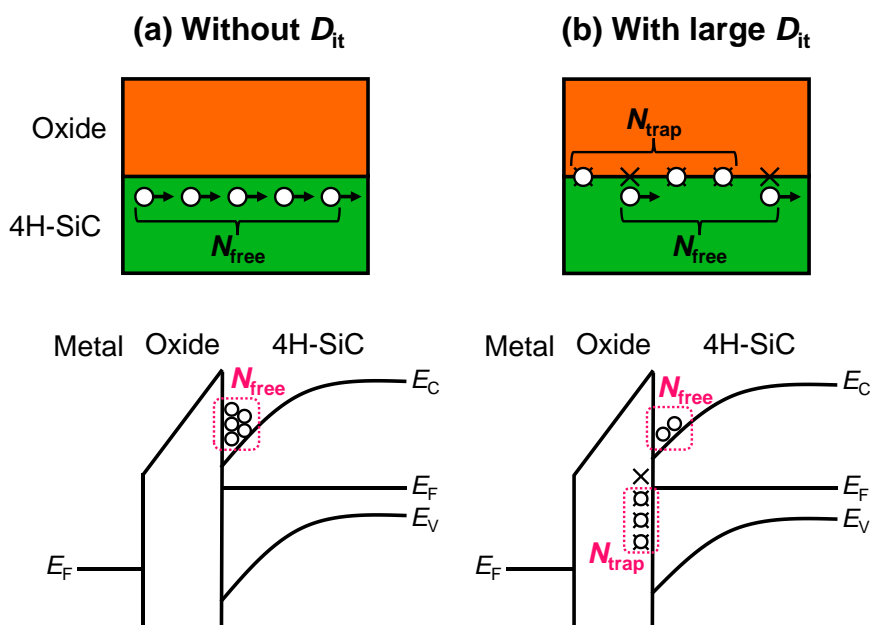 (a) Without Dit
(b) With large Dit
Oxide
4H-SiC
Nfree
Ntrap
Nfree
Metal Oxide 4H-SiC
Nfree
EC
EF
EV
EF
Metal Oxide 4H-SiC
Nfree
EC
EF
EV
Ntrap
EF